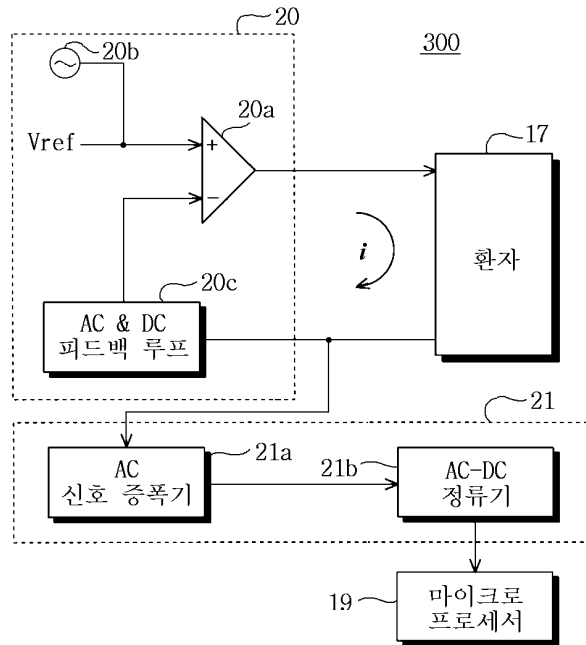 20
300
20b
20a
17
Vref
+
−
환자
i
20c
AC & DC
피드백 루프
21
AC
신호 증폭기
21a
21b
AC-DC
정류기
19
마이크로
프로세서